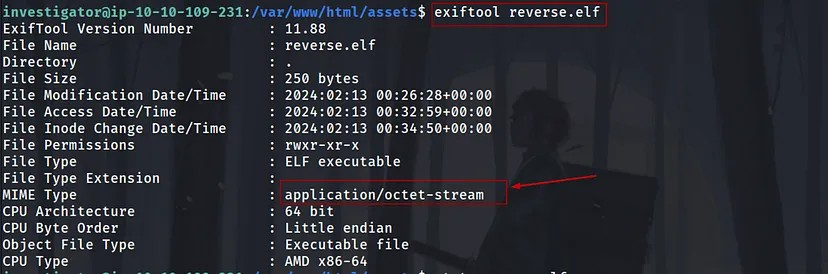 investigator@ip-10-10-109-231:/var/www/html/assets$ exiftool reverse.elf
ExifTool Version Number : 11.88
File Name : reverse.elf
Directory : .
File Size : 250 bytes
File Modification Date/Time : 2024:02:13 00:26:28+00:00
File Access Date/Time : 2024:02:13 00:32:59+00:00
File Inode Change Date/Time : 2024:02:13 00:34:50+00:00
File Permissions : rwxr-xr-x
File Type : ELF executable
File Type Extension :
MIME Type : application/octet-stream
CPU Architecture : 64 bit
CPU Byte Order : Little endian
Object File Type : Executable file
CPU Type : AMD x86-64